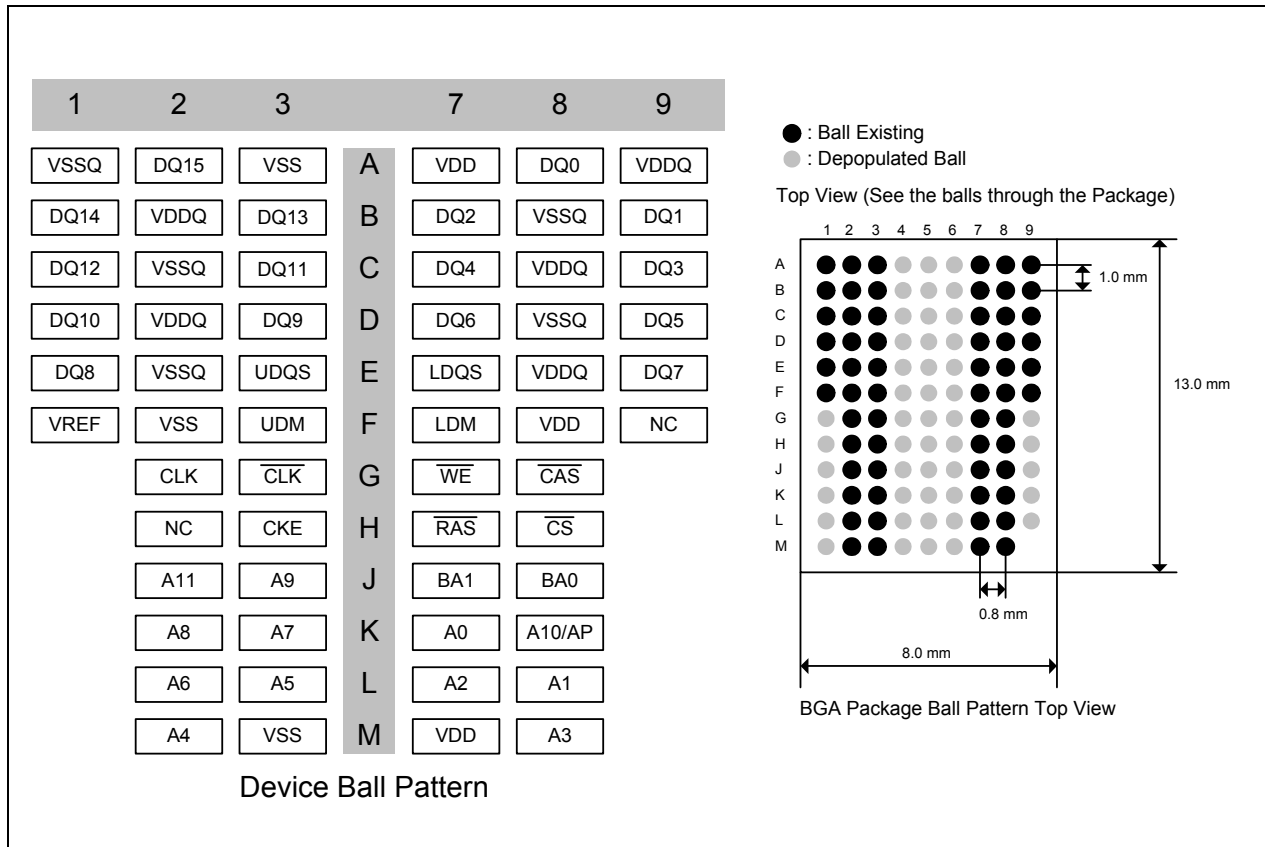 1 2 3 7 8 9
VSSQ DQ15 VSS A VDD DQ0 VDDQ
DQ14 VDDQ DQ13 B DQ2 VSSQ DQ1
DQ12 VSSQ DQ11 C DQ4 VDDQ DQ3
DQ10 VDDQ DQ9 D DQ6 VSSQ DQ5
DQ8 VSSQ UDQS E LDQS VDDQ DQ7
VREF VSS UDM F LDM VDD NC
CLK C̅L̅K̅ G W̅E̅ C̅A̅S̅
NC CKE H R̅A̅S̅ C̅S̅
A11 A9 J BA1 BA0
A8 A7 K A0 A10/AP
A6 A5 L A2 A1
A4 VSS M VDD A3
Device Ball Pattern
: Ball Existing
: Depopulated Ball
Top View (See the balls through the Package)
1 2 3 4 5 6 7 8 9
A
B
C
D
E
F
G
H
J
K
L
M
1.0 mm
13.0 mm
0.8 mm
8.0 mm
BGA Package Ball Pattern Top View